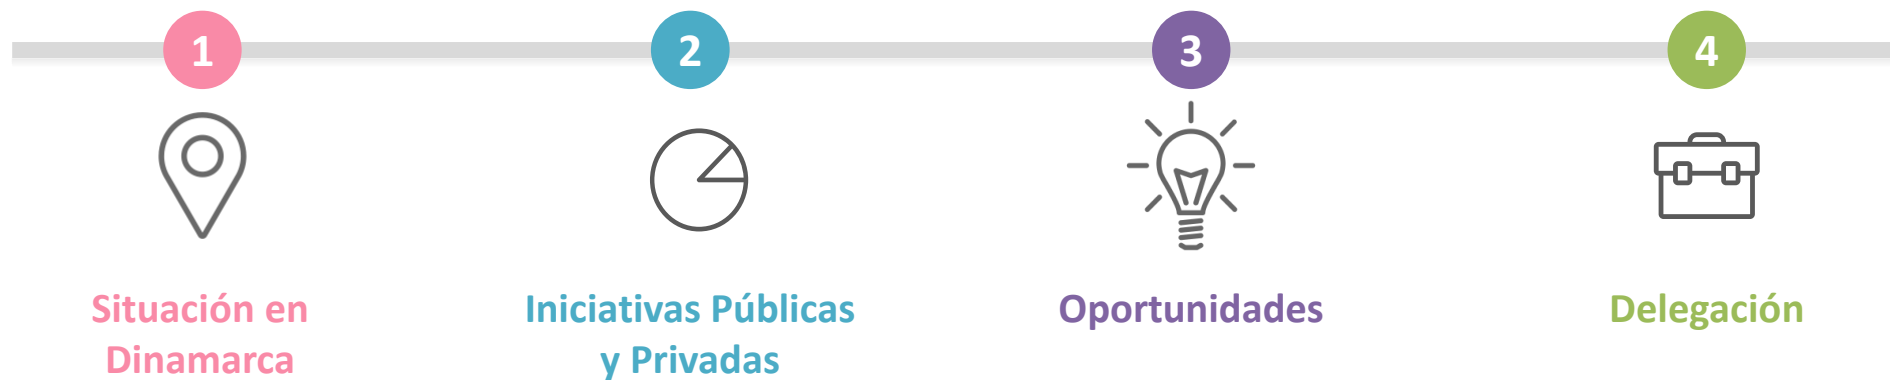 1
2
3
4
Situación en
Dinamarca
Iniciativas Públicas
y Privadas
Oportunidades
Delegación